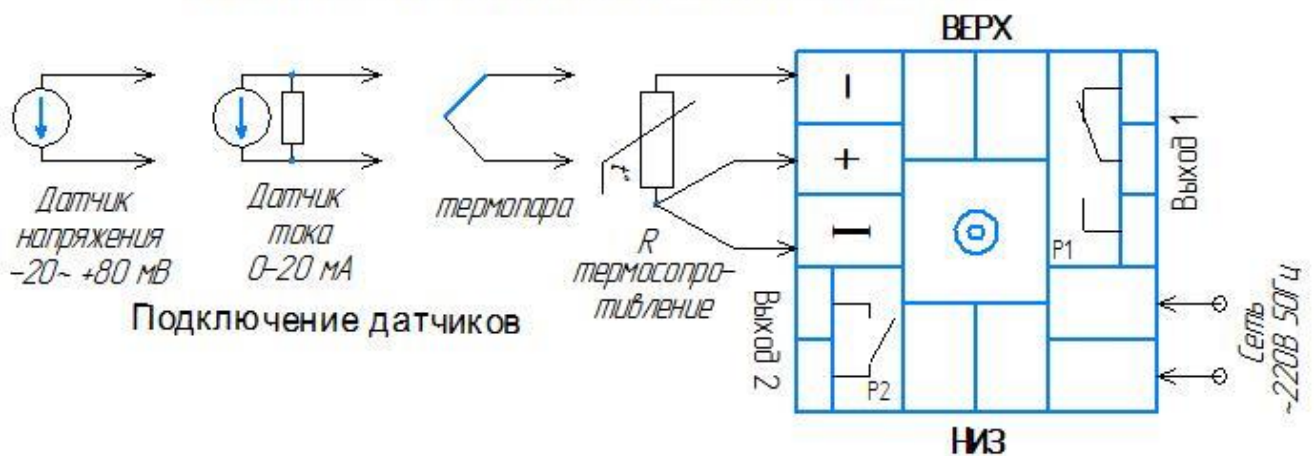 ВЕРХ
Датчик
напряжения
-20~ +80 мВ
Датчик
тока
0-20 мА
термопара
t°
R
термосопро-
тивление
Подключение датчиков
−
+
I
Выход 1
P1
Выход 2
P2
Сеть
~220В 50Гц
НИЗ